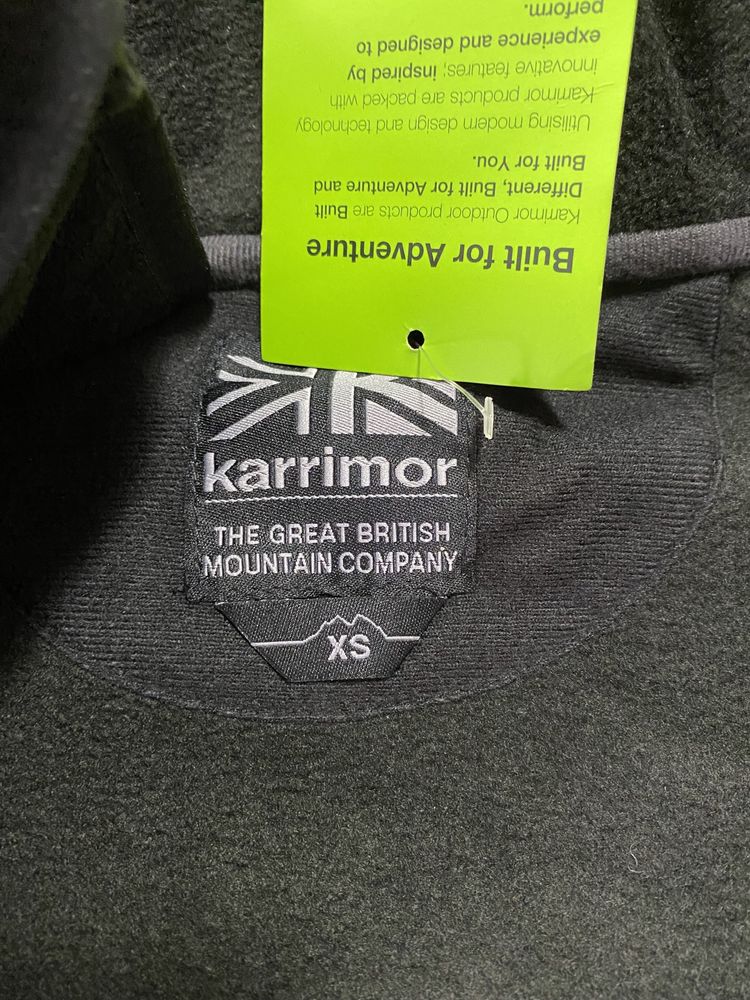 Built for Adventure
Karrimor Outdoor products are Built
Different, Built for Adventure and
Built for You.
Utilising modern design and technology
Karrimor products are packed with
innovative features; inspired by
experience and designed to
perform.
karrimor
THE GREAT BRITISH
MOUNTAIN COMPANY
XS